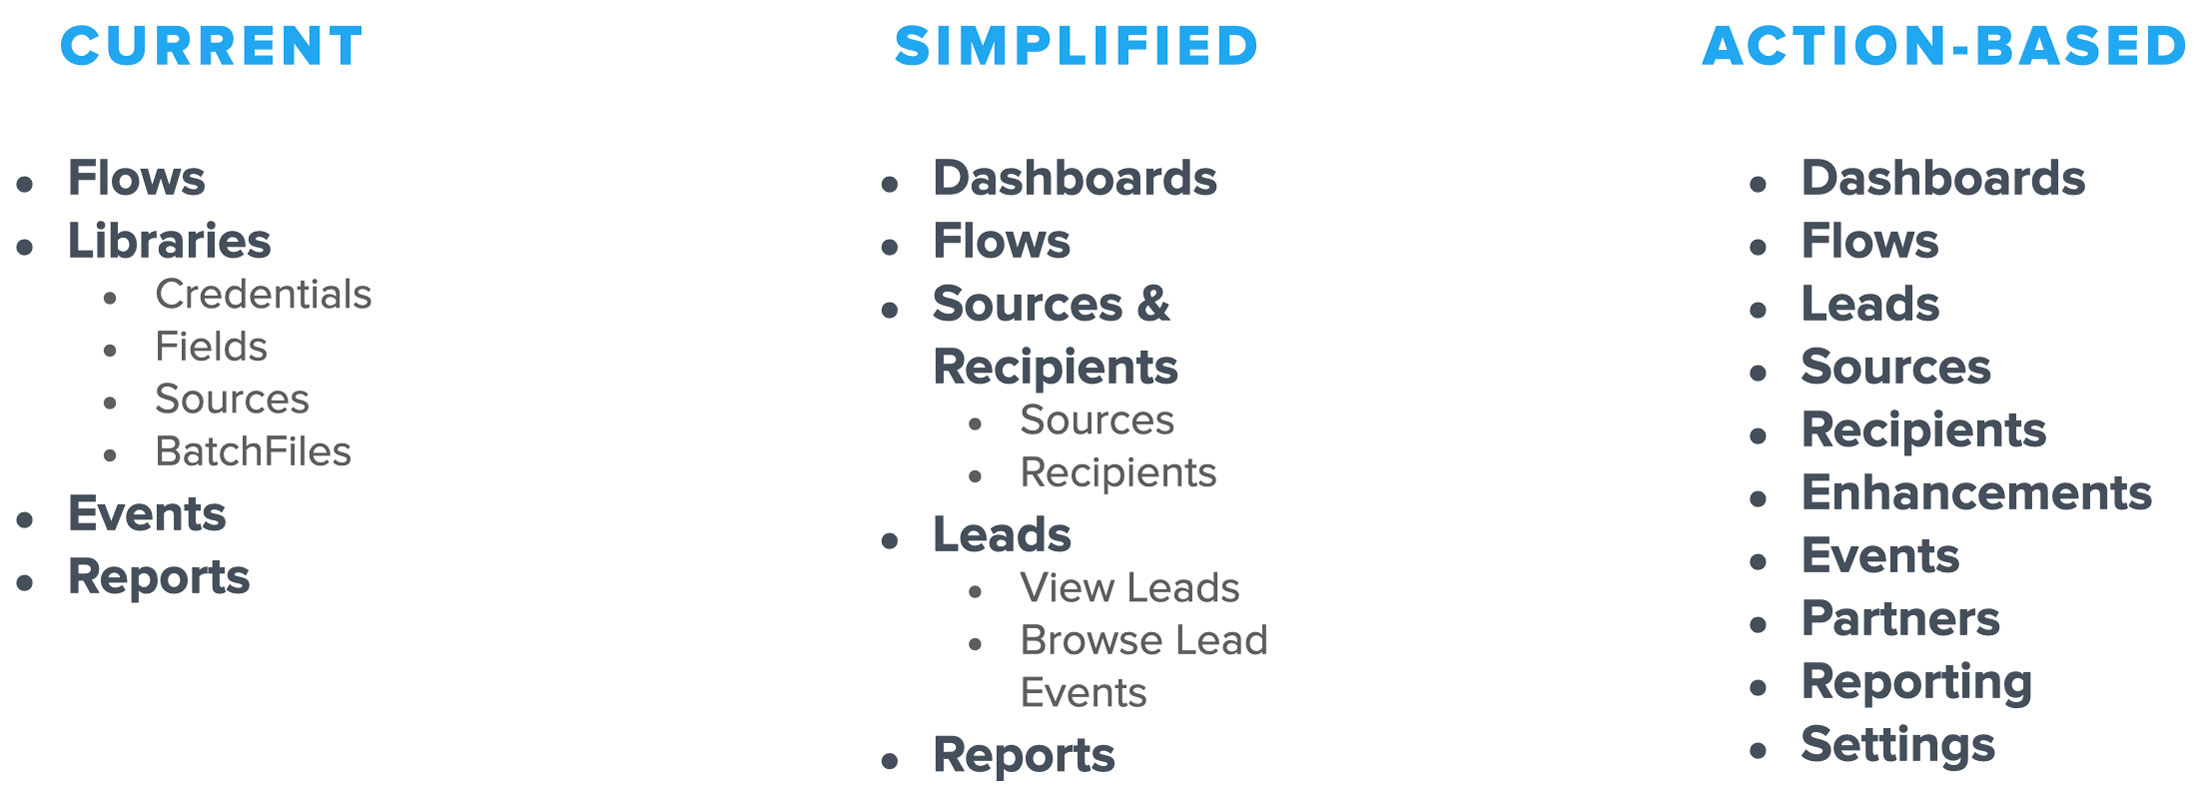 CURRENT
Flows
Libraries
Credentials
Fields
Sources
BatchFiles
Events
Reports
SIMPLIFIED
Dashboards
Flows
Sources &
Recipients
Sources
Recipients
Leads
View Leads
Browse Lead
Events
Reports
ACTION-BASED
Dashboards
Flows
Leads
Sources
Recipients
Enhancements
Events
Partners
Reporting
Settings